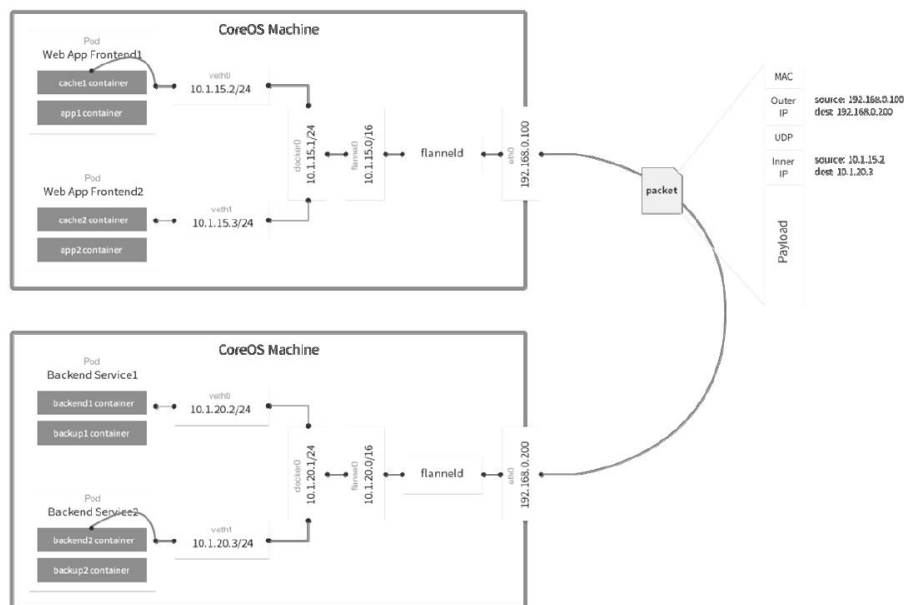 CoreOS Machine
Pod
Web App Frontend1
cache1 container
app1 container
veth0
10.1.15.2/24
Pod
Web App Frontend2
cache2 container
app2 container
veth1
10.1.15.3/24
docker0
10.1.15.1/24
flannel0
10.1.15.0/16
flanneld
eth0
192.168.0.100
packet
MAC
Outer
IP
source: 192.168.0.100
dest: 192.168.0.200
UDP
Inner
IP
source: 10.1.15.2
dest: 10.1.20.3
Payload
CoreOS Machine
Pod
Backend Service1
backend1 container
backup1 container
veth0
10.1.20.2/24
Pod
Backend Service2
backend2 container
backup2 container
veth1
10.1.20.3/24
docker0
10.1.20.1/24
flannel0
10.1.20.0/16
flanneld
eth0
192.168.0.200